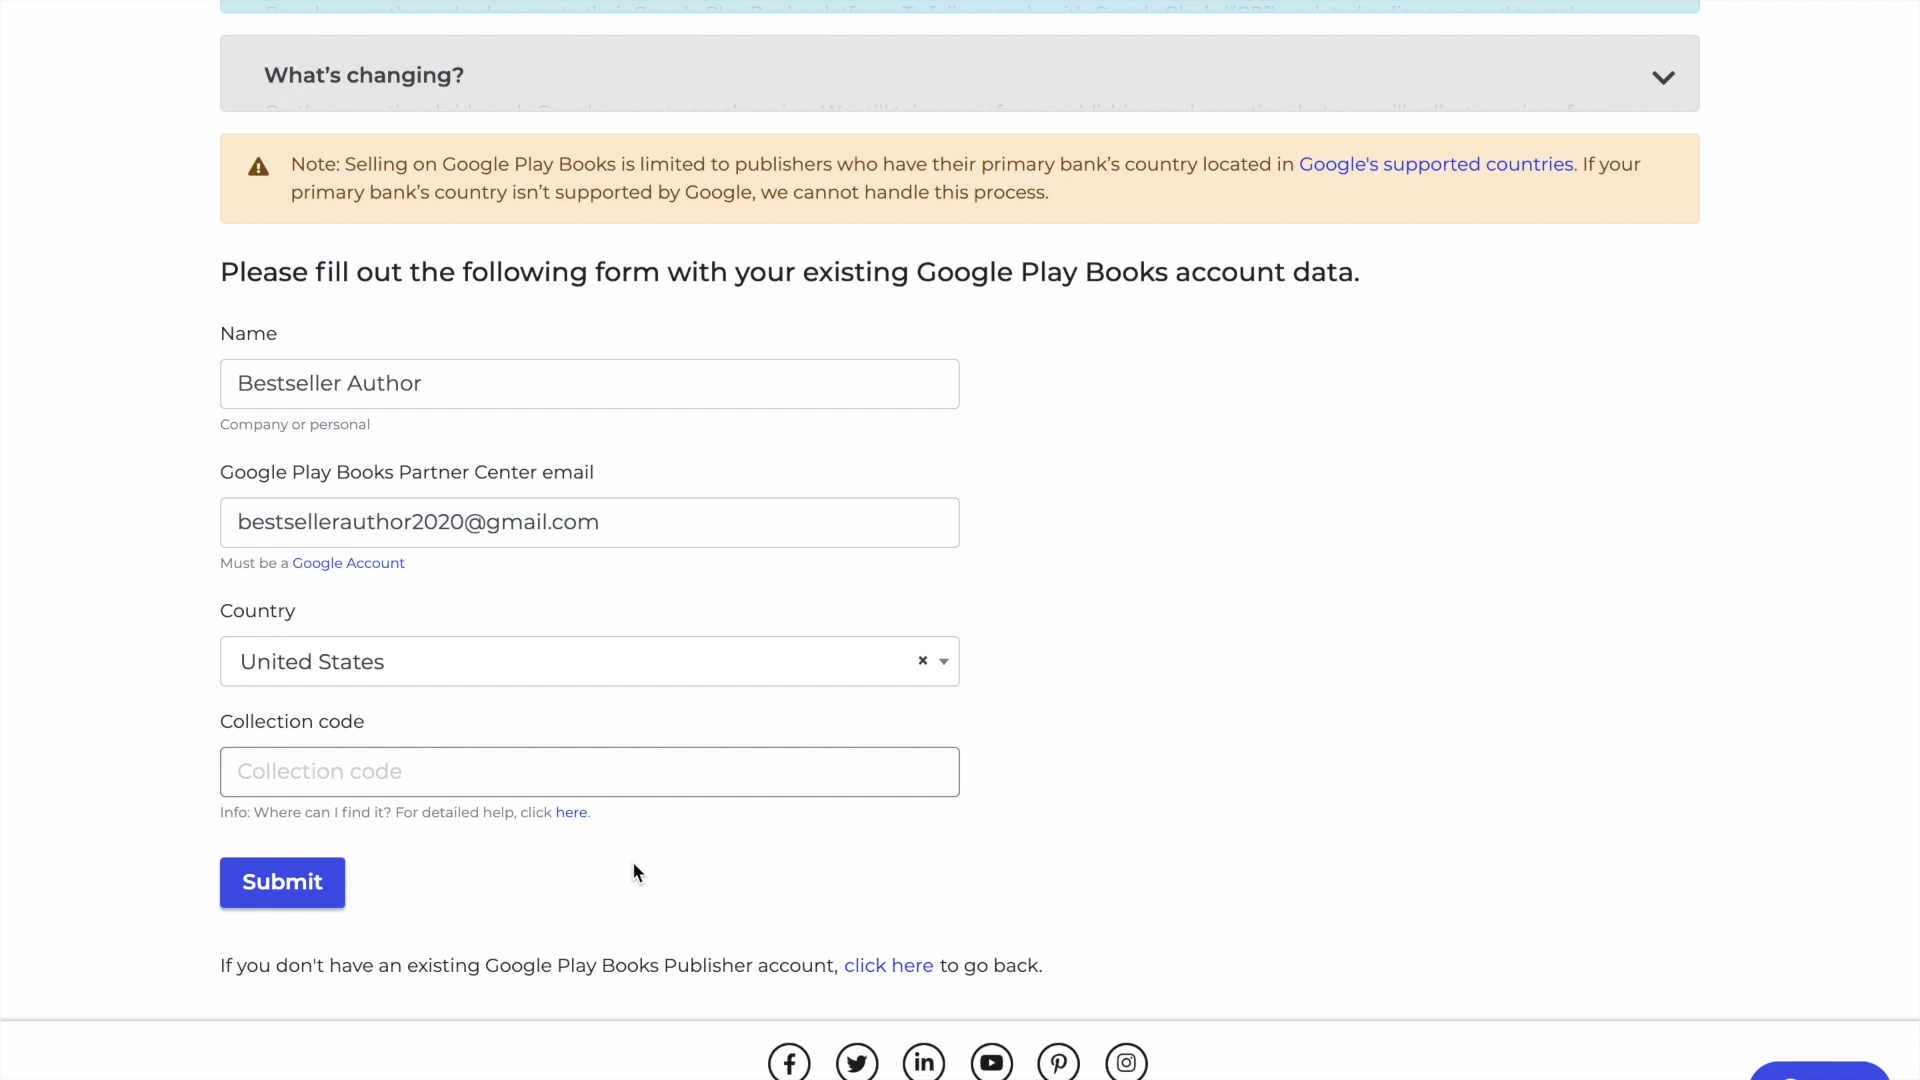 What’s changing?
Note: Selling on Google Play Books is limited to publishers who have their primary bank’s country located in Google's supported countries. If your
primary bank’s country isn’t supported by Google, we cannot handle this process.
Please fill out the following form with your existing Google Play Books account data.
Name
Bestseller Author
Company or personal
Google Play Books Partner Center email
bestsellerauthor2020@gmail.com
Must be a Google Account
Country
United States
Collection code
Collection code
Info: Where can I find it? For detailed help, click here.
Submit
If you don't have an existing Google Play Books Publisher account, click here to go back.